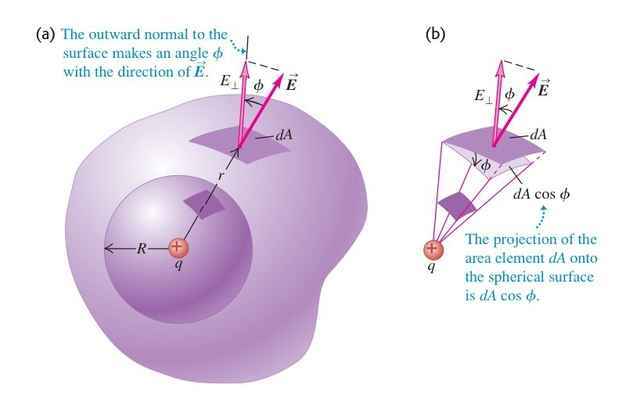 (a) The outward normal to the
surface makes an angle ϕ
with the direction of E⃗.
E⊥
ϕ
E⃗
dA
r
R
+
q
(b)
E⊥
ϕ
E⃗
dA
ϕ
dA cos ϕ
+
q
The projection of the
area element dA onto
the spherical surface
is dA cos ϕ.